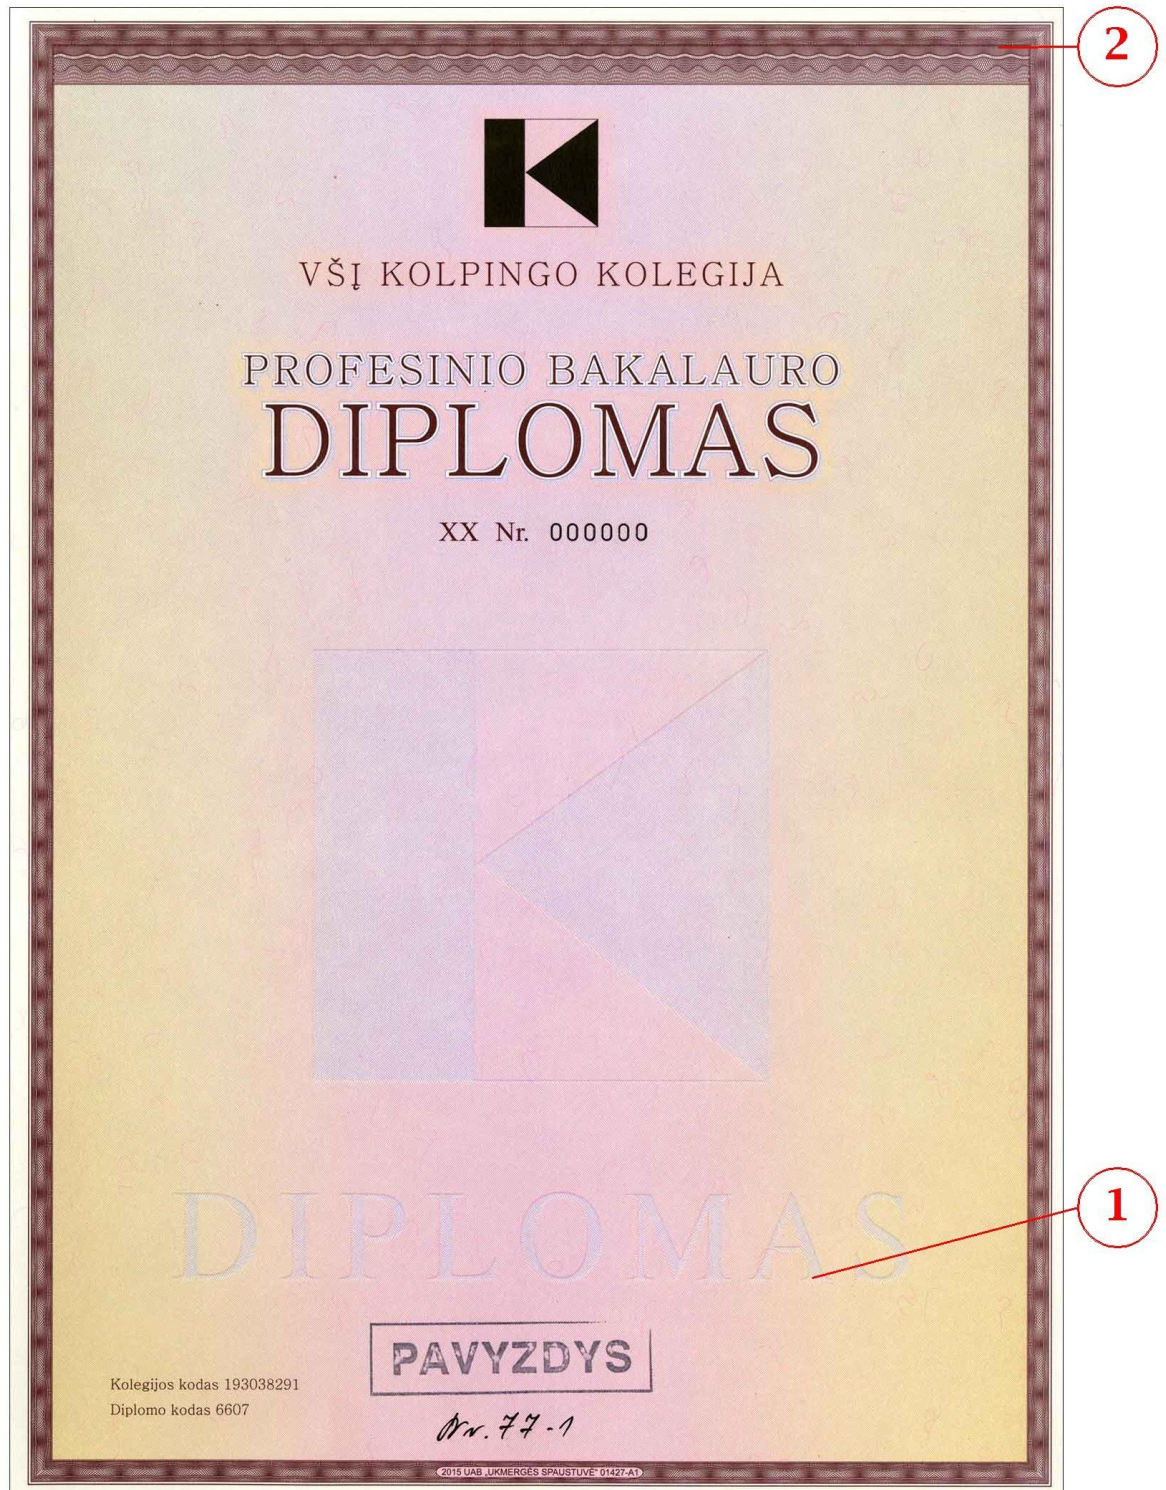 2
VŠĮ KOLPINGO KOLEGIJA
PROFESINIO BAKALAURO
DIPLOMAS
XX Nr. 000000
DIPLOMAS
1
PAVYZDYS
Kolegijos kodas 193038291
Diplomo kodas 6607
Nr. 77-1
2015 UAB „UKMERGĖS SPAUSTUVĖ“ 01427-A1